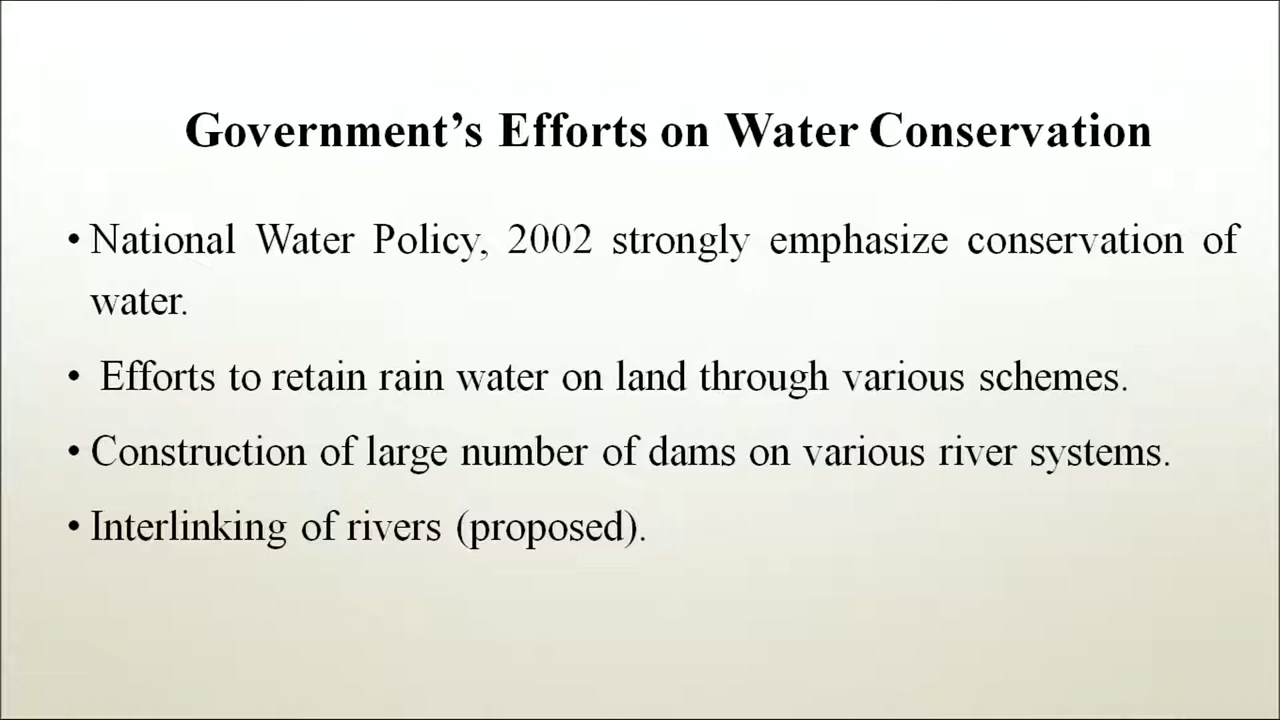 Government’s Efforts on Water Conservation
• National Water Policy, 2002 strongly emphasize conservation of
water.
• Efforts to retain rain water on land through various schemes.
• Construction of large number of dams on various river systems.
• Interlinking of rivers (proposed).